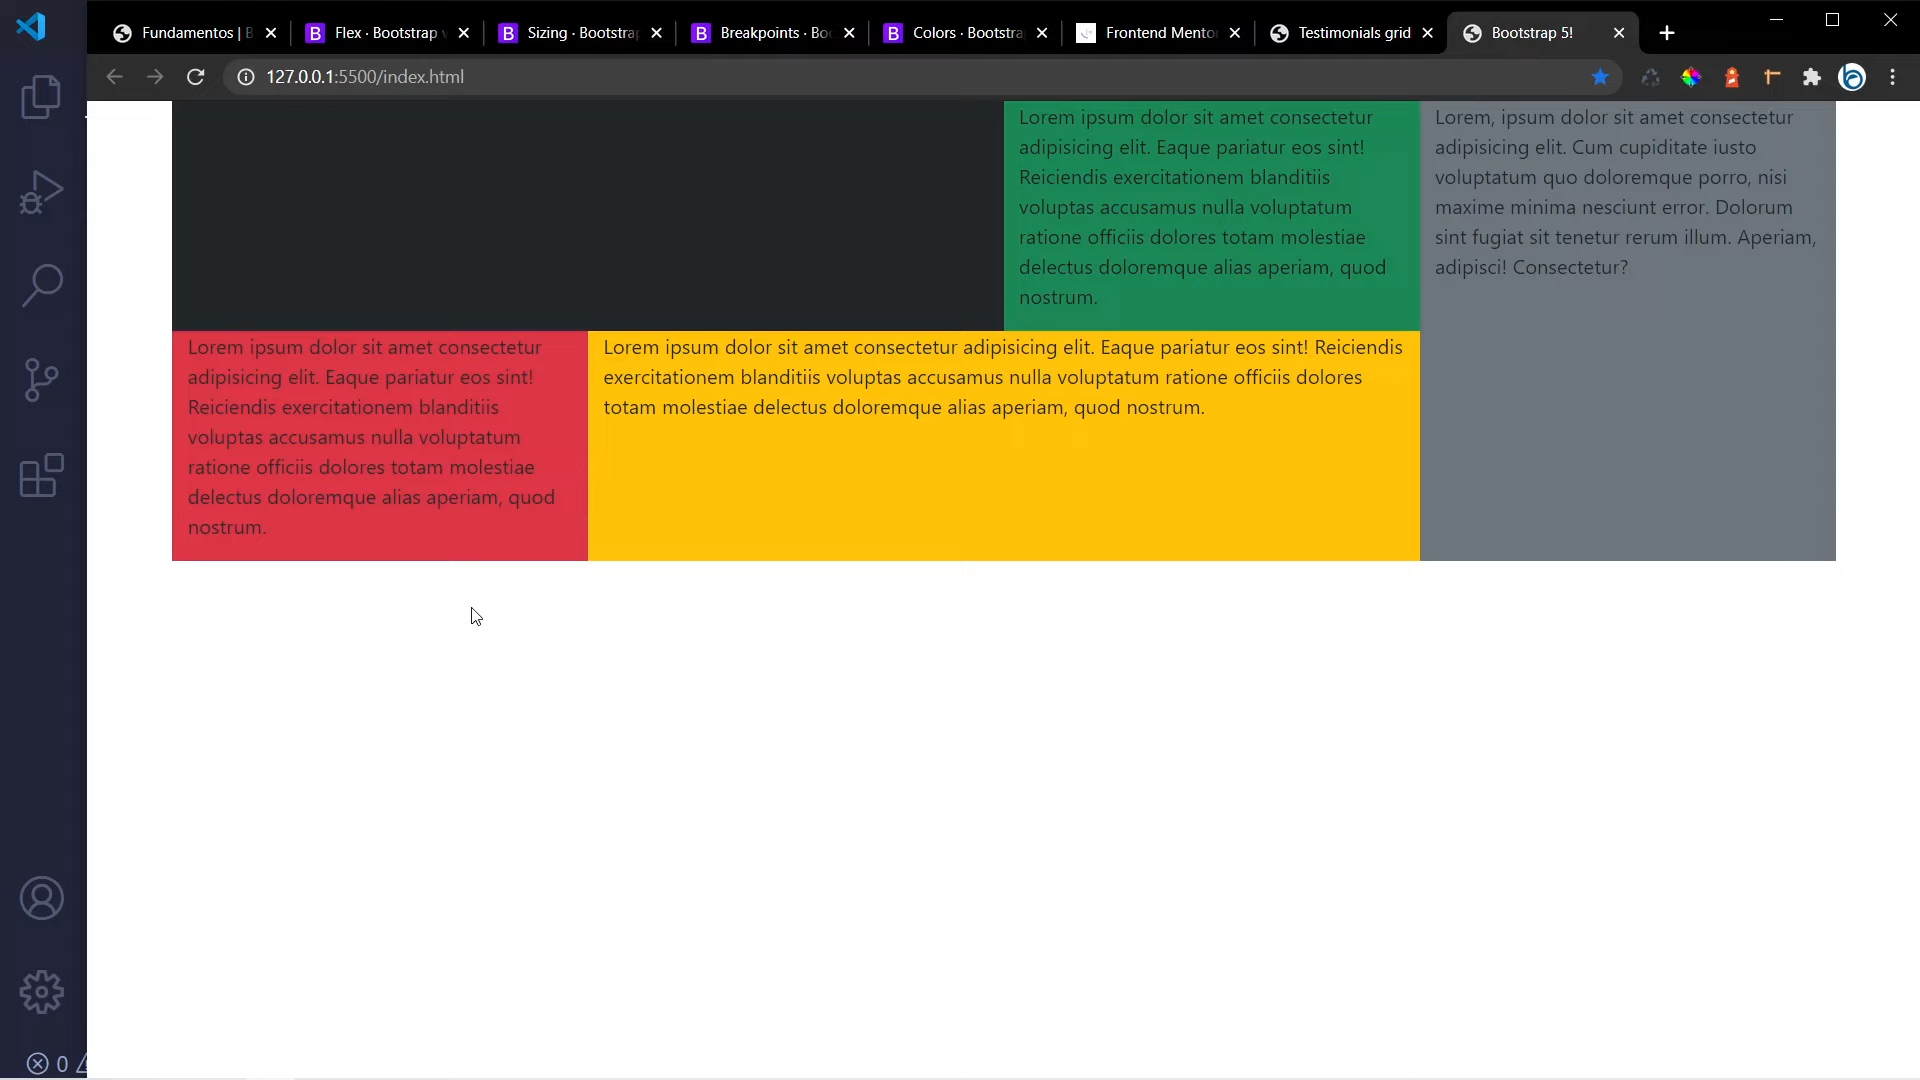 Fundamentos | B
Flex · Bootstrap v
Sizing · Bootstrap
Breakpoints · Boo
Colors · Bootstra
Frontend Mento
Testimonials grid
Bootstrap 5!
127.0.0.1:5500/index.html
Lorem ipsum dolor sit amet consectetur
adipisicing elit. Eaque pariatur eos sint!
Reiciendis exercitationem blanditiis
voluptas accusamus nulla voluptatum
ratione officiis dolores totam molestiae
delectus doloremque alias aperiam, quod
nostrum.
Lorem, ipsum dolor sit amet consectetur
adipisicing elit. Cum cupiditate iusto
voluptatum quo doloremque porro, nisi
maxime minima nesciunt error. Dolorum
sint fugiat sit tenetur rerum illum. Aperiam,
adipisci! Consectetur?
Lorem ipsum dolor sit amet consectetur
adipisicing elit. Eaque pariatur eos sint!
Reiciendis exercitationem blanditiis
voluptas accusamus nulla voluptatum
ratione officiis dolores totam molestiae
delectus doloremque alias aperiam, quod
nostrum.
Lorem ipsum dolor sit amet consectetur adipisicing elit. Eaque pariatur eos sint! Reiciendis
exercitationem blanditiis voluptas accusamus nulla voluptatum ratione officiis dolores
totam molestiae delectus doloremque alias aperiam, quod nostrum.
0